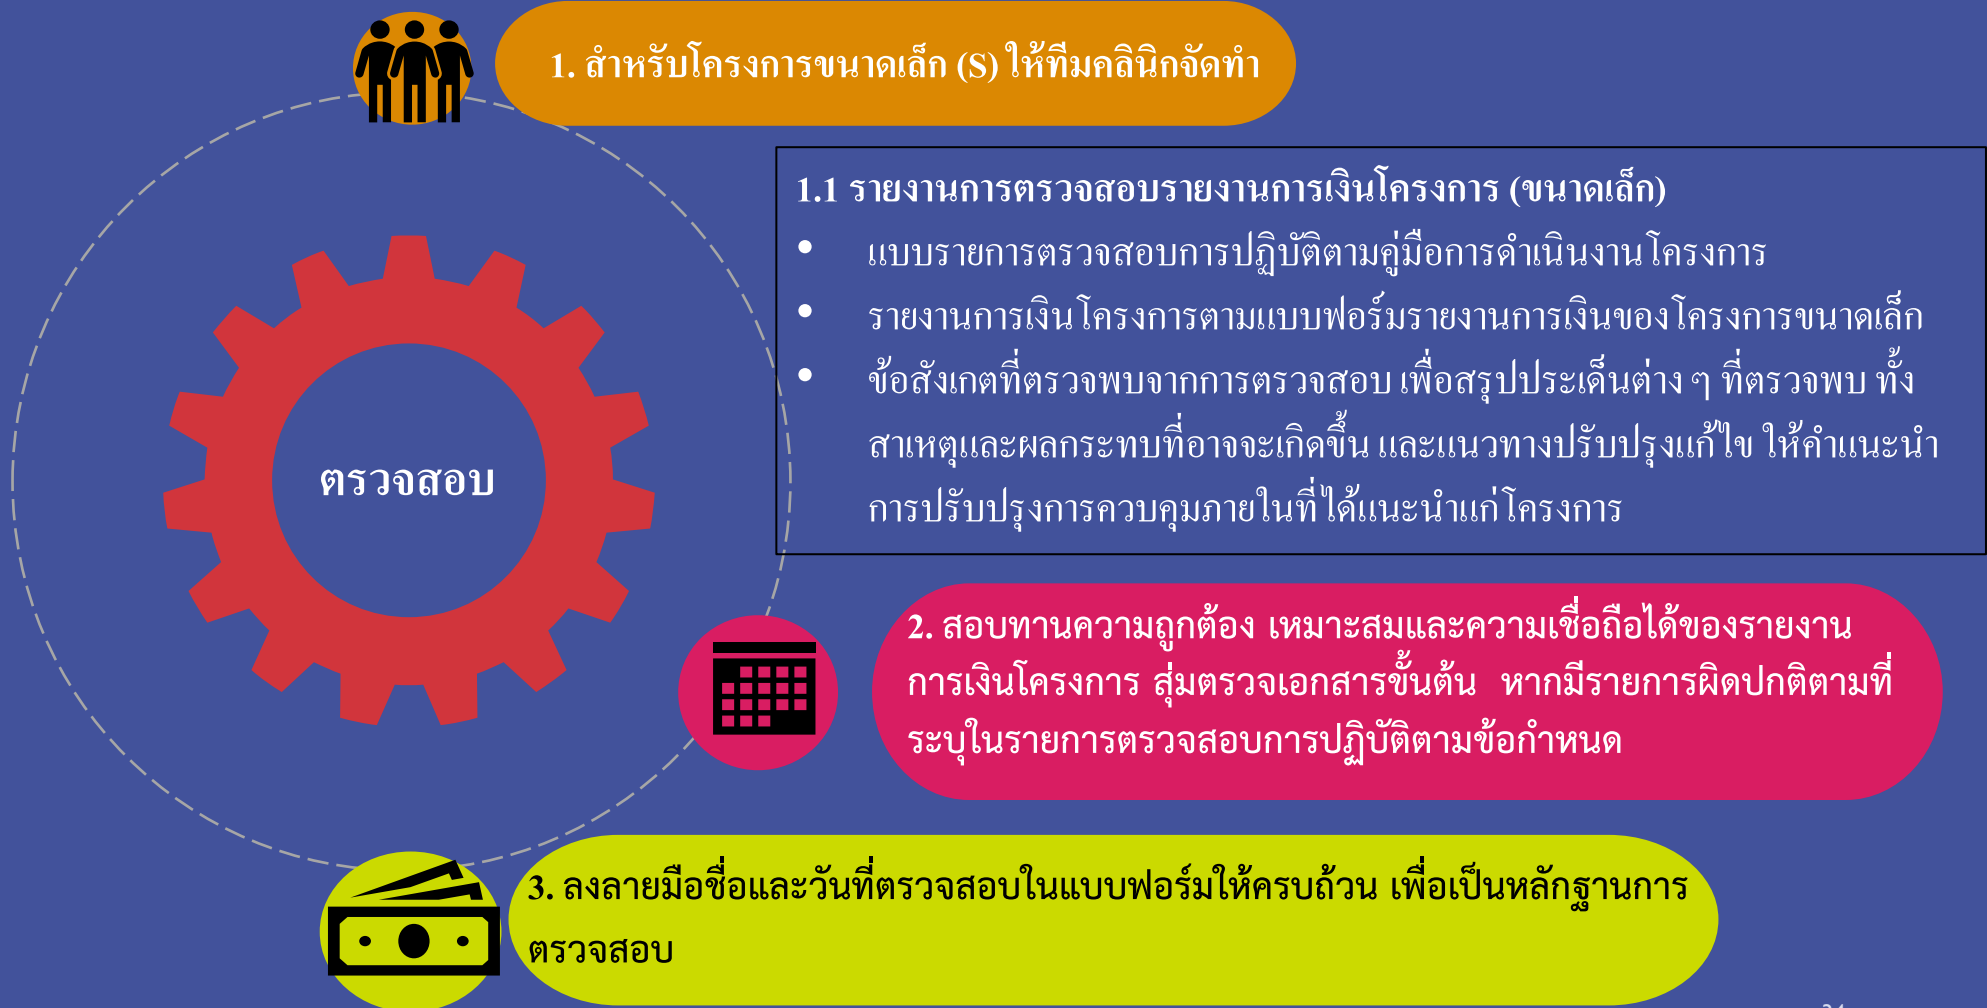 1. สำหรับโครงการขนาดเล็ก (S) ให้ทีมคลินิกจัดทำ
1.1 รายงานการตรวจสอบรายงานการเงินโครงการ (ขนาดเล็ก)
• แบบรายการตรวจสอบการปฏิบัติตามคู่มือการดำเนินงานโครงการ
• รายงานการเงินโครงการตามแบบฟอร์มรายงานการเงินของโครงการขนาดเล็ก
• ข้อสังเกตที่ตรวจพบจากการตรวจสอบ เพื่อสรุปประเด็นต่าง ๆ ที่ตรวจพบ ทั้ง
สาเหตุและผลกระทบที่อาจจะเกิดขึ้น และแนวทางปรับปรุงแก้ไข ให้คำแนะนำ
การปรับปรุงการควบคุมภายในที่ได้แนะนำแก่โครงการ
ตรวจสอบ
2. สอบทานความถูกต้อง เหมาะสมและความเชื่อถือได้ของรายงาน
การเงินโครงการ สุ่มตรวจเอกสารขั้นต้น หากมีรายการผิดปกติตามที่
ระบุในรายการตรวจสอบการปฏิบัติตามข้อกำหนด
3. ลงลายมือชื่อและวันที่ตรวจสอบในแบบฟอร์มให้ครบถ้วน เพื่อเป็นหลักฐานการ
ตรวจสอบ